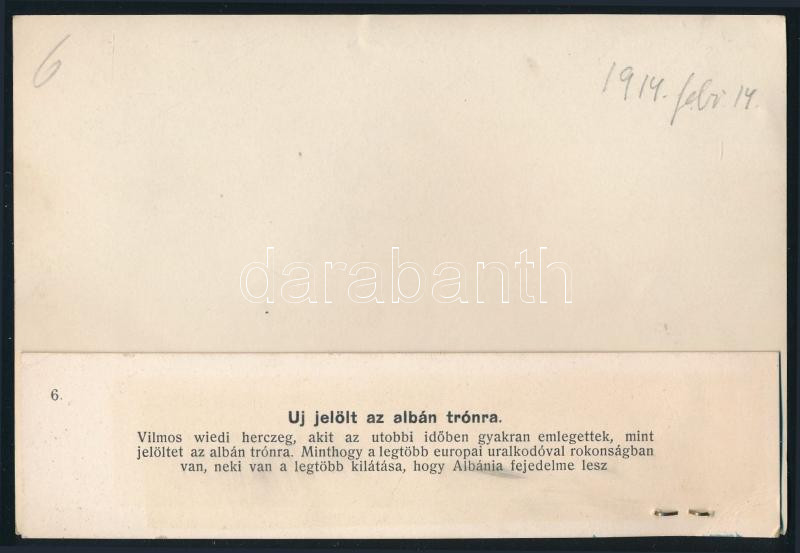 6
1914. febr. 14.
darabanth
6.
Uj jelölt az albán trónra.
Vilmos wiedi herczeg, akit az utobbi időben gyakran emlegettek, mint
jelöltet az albán trónra. Minthogy a legtöbb europai uralkodóval rokonságban
van, neki van a legtöbb kilátása, hogy Albánia fejedelme lesz